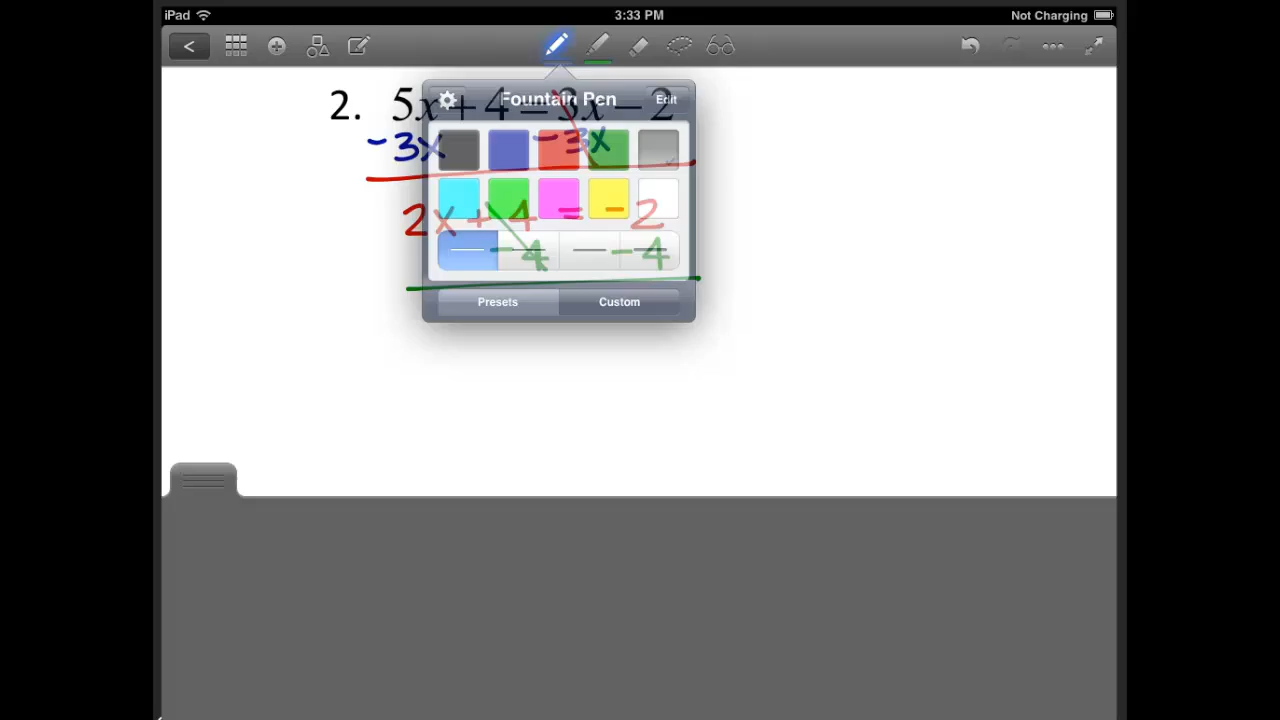 iPad 3:33 PM Not Charging
Fountain Pen Edit
2. 5x + 4 = 3x − 2
-3x -3x
2x + 4 = -2
-4 -4
Presets Custom